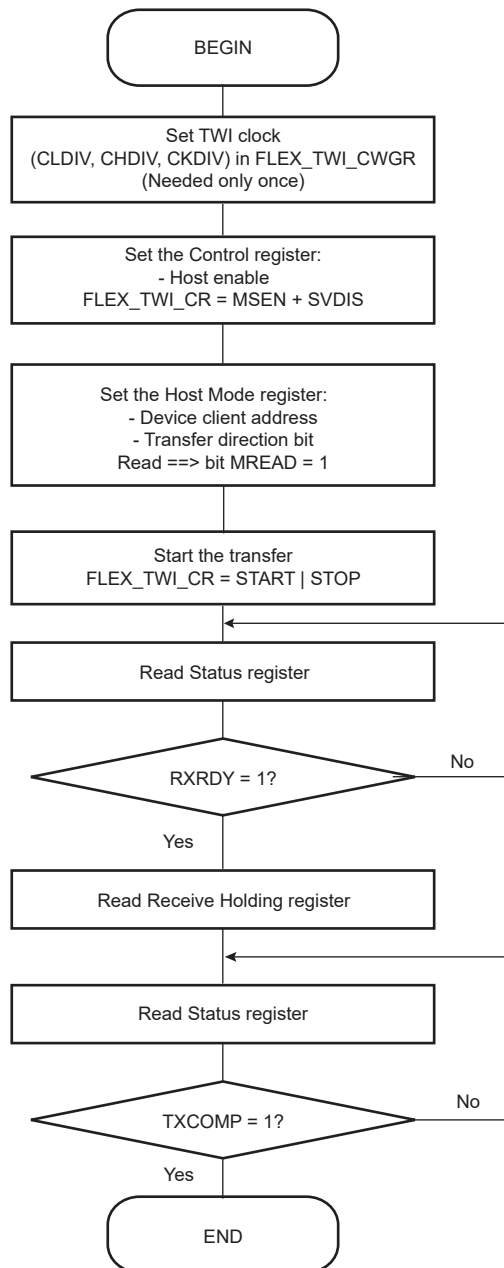 BEGIN
Set TWI clock
(CLDIV, CHDIV, CKDIV) in FLEX_TWI_CWGR
(Needed only once)
Set the Control register:
- Host enable
FLEX_TWI_CR = MSEN + SVDIS
Set the Host Mode register:
- Device client address
- Transfer direction bit
Read ==> bit MREAD = 1
Start the transfer
FLEX_TWI_CR = START | STOP
Read Status register
RXRDY = 1?
No
Yes
Read Receive Holding register
Read Status register
TXCOMP = 1?
No
Yes
END